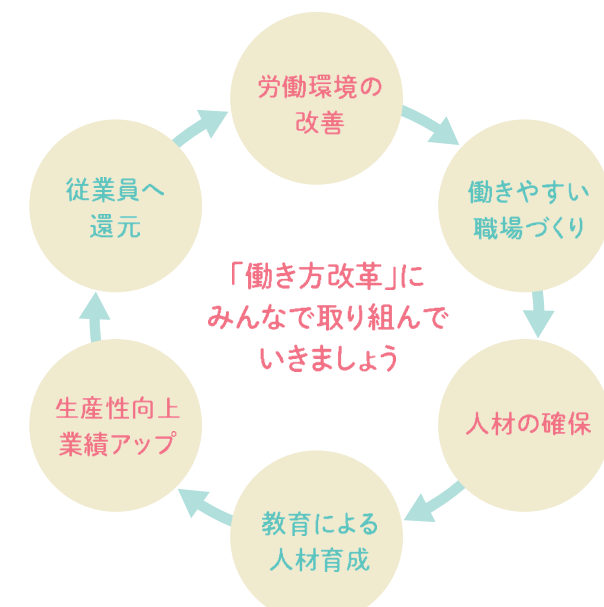 労働環境の
改善
働きやすい
職場づくり
人材の確保
教育による
人材育成
生産性向上
業績アップ
従業員へ
還元
「働き方改革」に
みんなで取り組んで
いきましょう